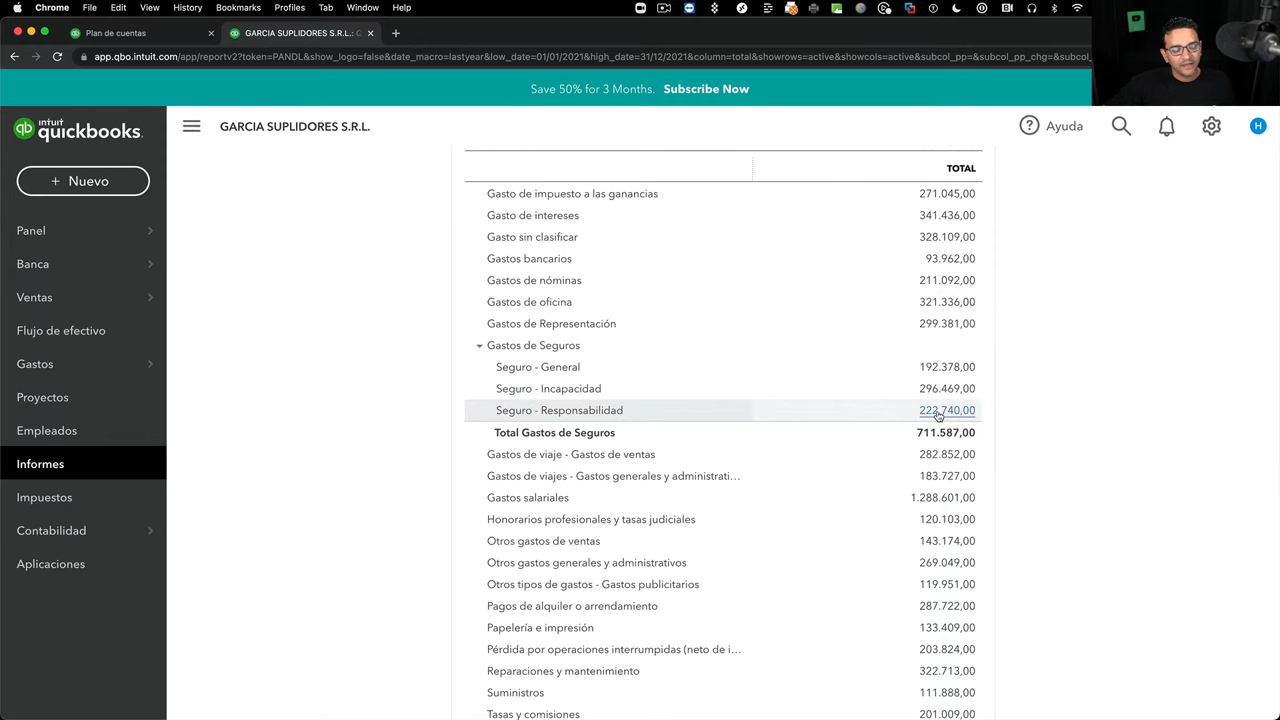 Chrome File Edit View History Bookmarks Profiles Tab Window Help
Plan de cuentas
GARCIA SUPLIDORES S.R.L.:
app.qbo.intuit.com/app/reportv2?token=PANDL&show_logo=false&date_macro=lastyear&low_date=01/01/2021&high_date=31/12/2021&column=total&showrows=active&showcols=active&subcol_pp=&subcol_pp_chg=&subcol_
Save 50% for 3 Months. Subscribe Now
intuit quickbooks.
GARCIA SUPLIDORES S.R.L.
Ayuda
H
+ Nuevo
Panel
Banca
Ventas
Flujo de efectivo
Gastos
Proyectos
Empleados
Informes
Impuestos
Contabilidad
Aplicaciones
TOTAL
Gasto de impuesto a las ganancias 271.045,00
Gasto de intereses 341.436,00
Gasto sin clasificar 328.109,00
Gastos bancarios 93.962,00
Gastos de nóminas 211.092,00
Gastos de oficina 321.336,00
Gastos de Representación 299.381,00
Gastos de Seguros
Seguro - General 192.378,00
Seguro - Incapacidad 296.469,00
Seguro - Responsabilidad 222.740,00
Total Gastos de Seguros 711.587,00
Gastos de viaje - Gastos de ventas 282.852,00
Gastos de viajes - Gastos generales y administrati… 183.727,00
Gastos salariales 1.288.601,00
Honorarios profesionales y tasas judiciales 120.103,00
Otros gastos de ventas 143.174,00
Otros gastos generales y administrativos 269.049,00
Otros tipos de gastos - Gastos publicitarios 119.951,00
Pagos de alquiler o arrendamiento 287.722,00
Papelería e impresión 133.409,00
Pérdida por operaciones interrumpidas (neto de i… 203.824,00
Reparaciones y mantenimiento 322.713,00
Suministros 111.888,00
Tasas y comisiones 201.009,00